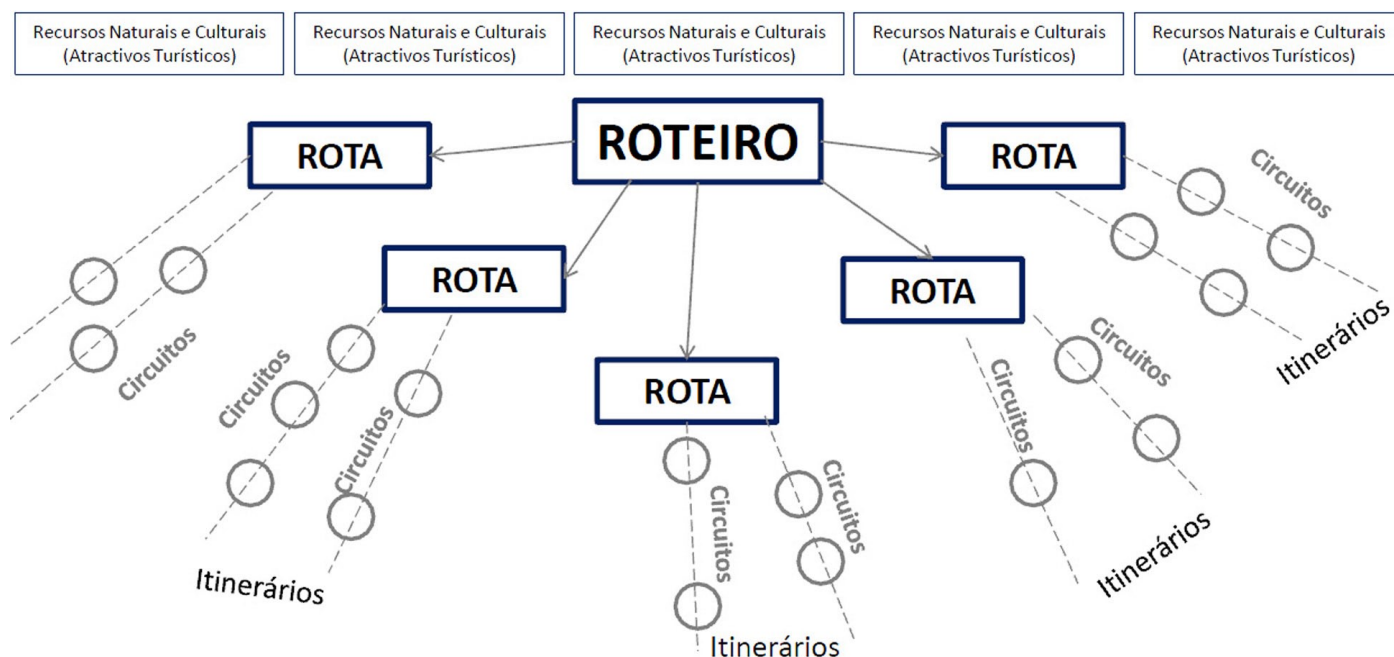 Recursos Naturais e Culturais
(Atractivos Turísticos)
Recursos Naturais e Culturais
(Atractivos Turísticos)
Recursos Naturais e Culturais
(Atractivos Turísticos)
Recursos Naturais e Culturais
(Atractivos Turísticos)
Recursos Naturais e Culturais
(Atractivos Turísticos)
ROTEIRO
ROTA
ROTA
ROTA
ROTA
ROTA
Circuitos
Circuitos
Circuitos
Circuitos
Circuitos
Circuitos
Circuitos
Circuitos
Itinerários
Itinerários
Itinerários
Itinerários